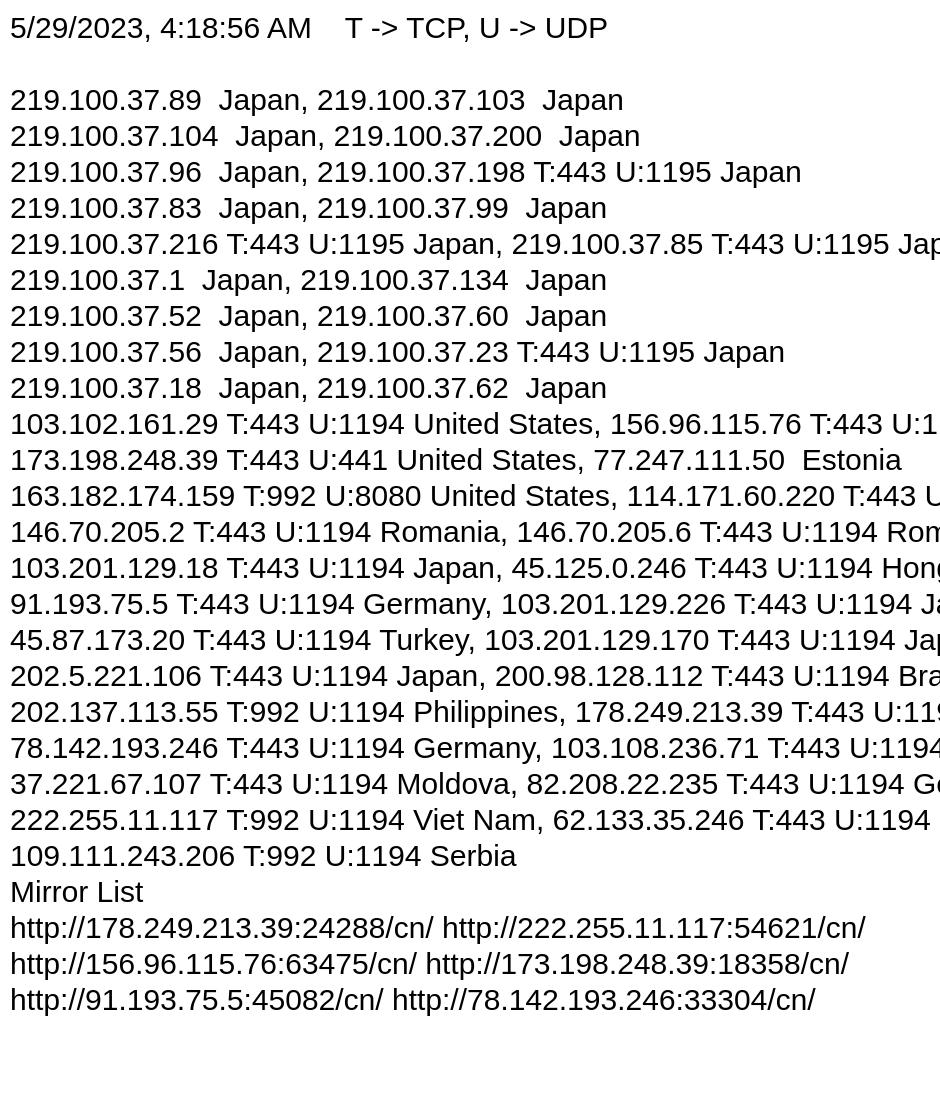 5/29/2023, 4:18:56 AM    T -> TCP, U -> UDP
219.100.37.89  Japan, 219.100.37.103  Japan
219.100.37.104  Japan, 219.100.37.200  Japan
219.100.37.96  Japan, 219.100.37.198 T:443 U:1195 Japan
219.100.37.83  Japan, 219.100.37.99  Japan
219.100.37.216 T:443 U:1195 Japan, 219.100.37.85 T:443 U:1195 Jap
219.100.37.1  Japan, 219.100.37.134  Japan
219.100.37.52  Japan, 219.100.37.60  Japan
219.100.37.56  Japan, 219.100.37.23 T:443 U:1195 Japan
219.100.37.18  Japan, 219.100.37.62  Japan
103.102.161.29 T:443 U:1194 United States, 156.96.115.76 T:443 U:1
173.198.248.39 T:443 U:441 United States, 77.247.111.50  Estonia
163.182.174.159 T:992 U:8080 United States, 114.171.60.220 T:443 U
146.70.205.2 T:443 U:1194 Romania, 146.70.205.6 T:443 U:1194 Rom
103.201.129.18 T:443 U:1194 Japan, 45.125.0.246 T:443 U:1194 Hong
91.193.75.5 T:443 U:1194 Germany, 103.201.129.226 T:443 U:1194 Ja
45.87.173.20 T:443 U:1194 Turkey, 103.201.129.170 T:443 U:1194 Jap
202.5.221.106 T:443 U:1194 Japan, 200.98.128.112 T:443 U:1194 Bra
202.137.113.55 T:992 U:1194 Philippines, 178.249.213.39 T:443 U:119
78.142.193.246 T:443 U:1194 Germany, 103.108.236.71 T:443 U:1194
37.221.67.107 T:443 U:1194 Moldova, 82.208.22.235 T:443 U:1194 Ge
222.255.11.117 T:992 U:1194 Viet Nam, 62.133.35.246 T:443 U:1194
109.111.243.206 T:992 U:1194 Serbia
Mirror List
http://178.249.213.39:24288/cn/ http://222.255.11.117:54621/cn/
http://156.96.115.76:63475/cn/ http://173.198.248.39:18358/cn/
http://91.193.75.5:45082/cn/ http://78.142.193.246:33304/cn/